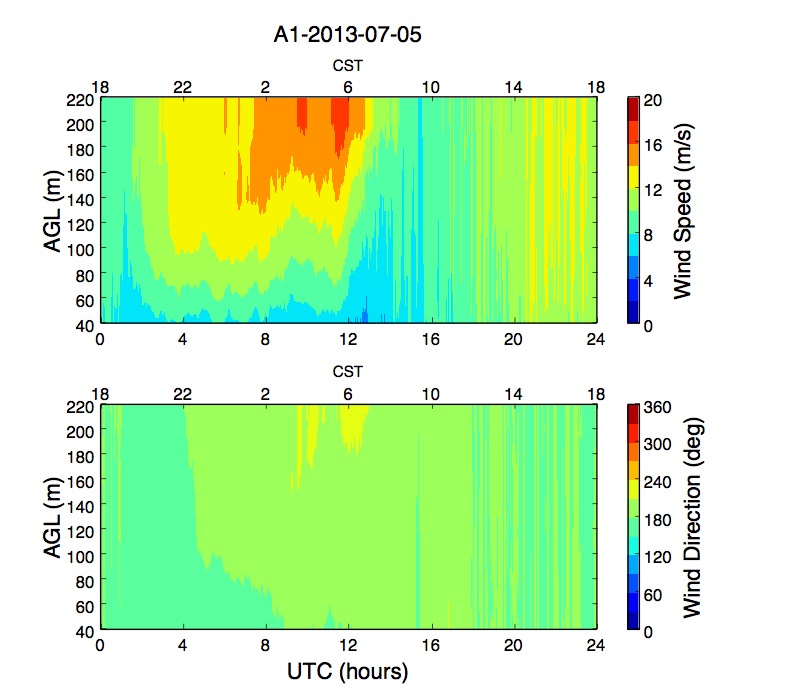 A1-2013-07-05
CST
18 22 2 6 10 14 18
220
200
180
160
140
120
100
80
60
40
AGL (m)
0 4 8 12 16 20 24
20
16
12
8
4
0
Wind Speed (m/s)
CST
18 22 2 6 10 14 18
220
200
180
160
140
120
100
80
60
40
AGL (m)
0 4 8 12 16 20 24
UTC (hours)
360
300
240
180
120
60
0
Wind Direction (deg)